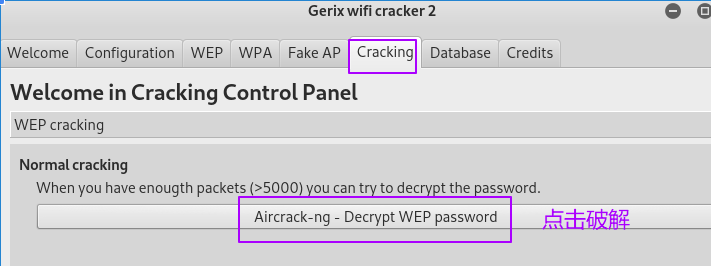 Gerix wifi cracker 2
Welcome Configuration WEP WPA Fake AP Cracking Database Credits
Welcome in Cracking Control Panel
WEP cracking
Normal cracking
When you have enougth packets (>5000) you can try to decrypt the password.
Aircrack-ng - Decrypt WEP password 点击破解